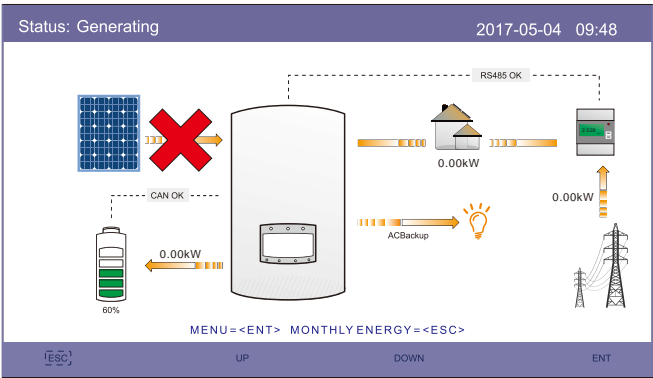 Status: Generating
2017-05-04 09:48
RS485 OK
0.00kW
CAN OK
0.00kW
0.00kW
ACBackup
60%
MENU=<ENT> MONTHLY ENERGY=<ESC>
ESC UP DOWN ENT